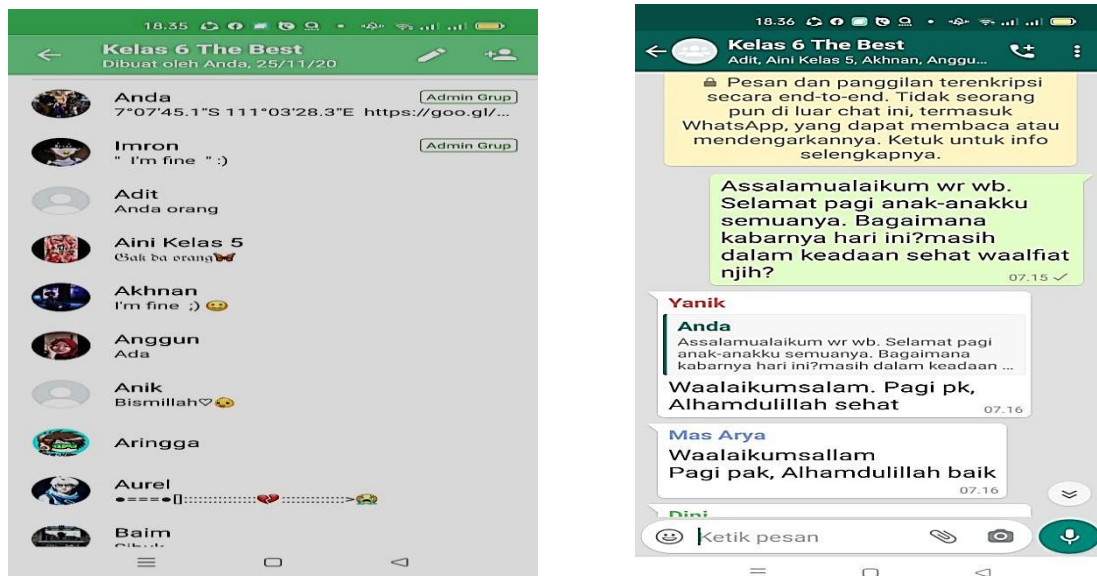 18.35
Kelas 6 The Best
Dibuat oleh Anda, 25/11/20
Anda
Admin Grup
7°07'45.1"S 111°03'28.3"E https://goo.gl/...
Imron
Admin Grup
" I'm fine " :)
Adit
Anda orang
Aini Kelas 5
𝔊𝔞𝔨 𝔡𝔞 𝔬𝔯𝔞𝔫𝔤🦋
Akhnan
I'm fine ;) 🙂
Anggun
Ada
Anik
Bismillah♡🥴
Aringga
Aurel
●====●[]::::::::::::::💔::::::::::::>😭
Baim
Sibuk
18.36
Kelas 6 The Best
Adit, Aini Kelas 5, Akhnan, Anggu...
🔒 Pesan dan panggilan terenkripsi
secara end-to-end. Tidak seorang
pun di luar chat ini, termasuk
WhatsApp, yang dapat membaca atau
mendengarkannya. Ketuk untuk info
selengkapnya.
Assalamualaikum wr wb.
Selamat pagi anak-anakku
semuanya. Bagaimana
kabarnya hari ini?masih
dalam keadaan sehat waalfiat
njih?
07.15
Yanik
Anda
Assalamualaikum wr wb. Selamat pagi
anak-anakku semuanya. Bagaimana
kabarnya hari ini?masih dalam keadaan ...
Waalaikumsalam. Pagi pk,
Alhamdulillah sehat
07.16
Mas Arya
Waalaikumsallam
Pagi pak, Alhamdulillah baik
07.16
Dini
Ketik pesan